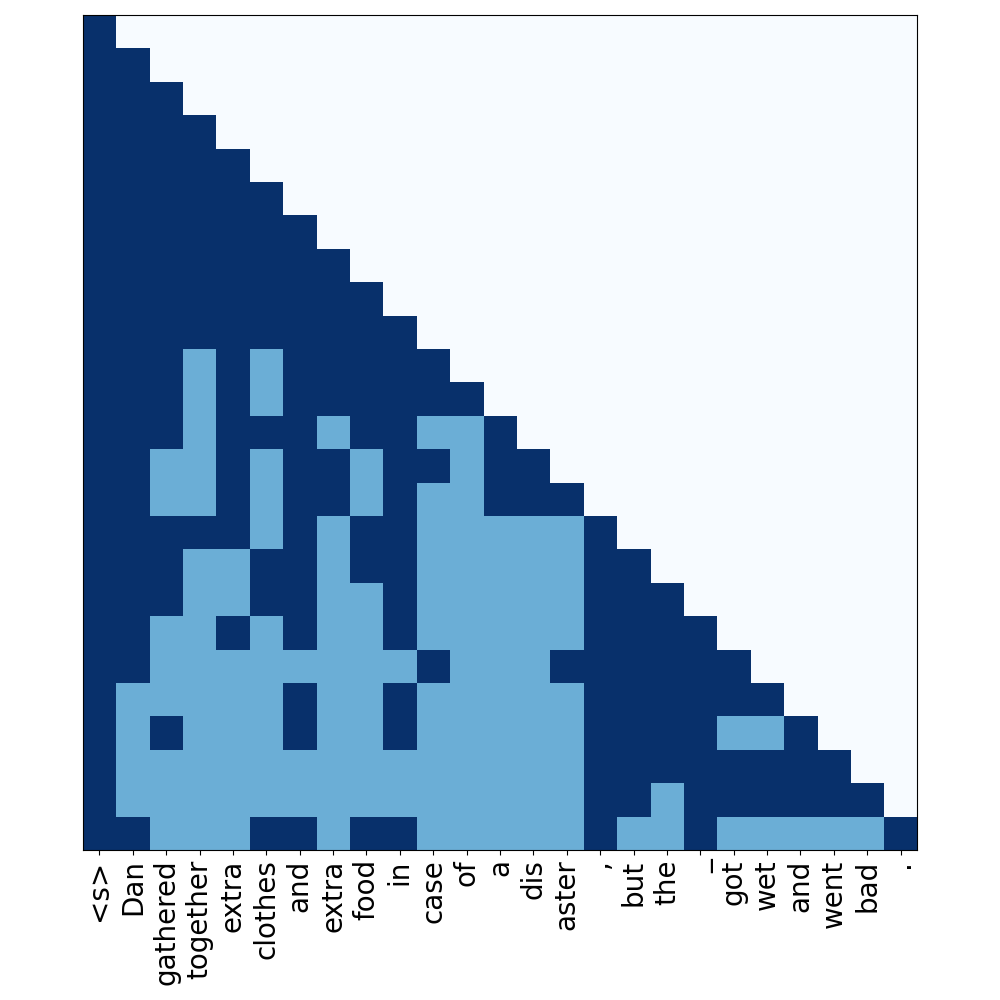 <s> Dan gathered together extra clothes and extra food in case of a dis aster , but the _ got wet and went bad .